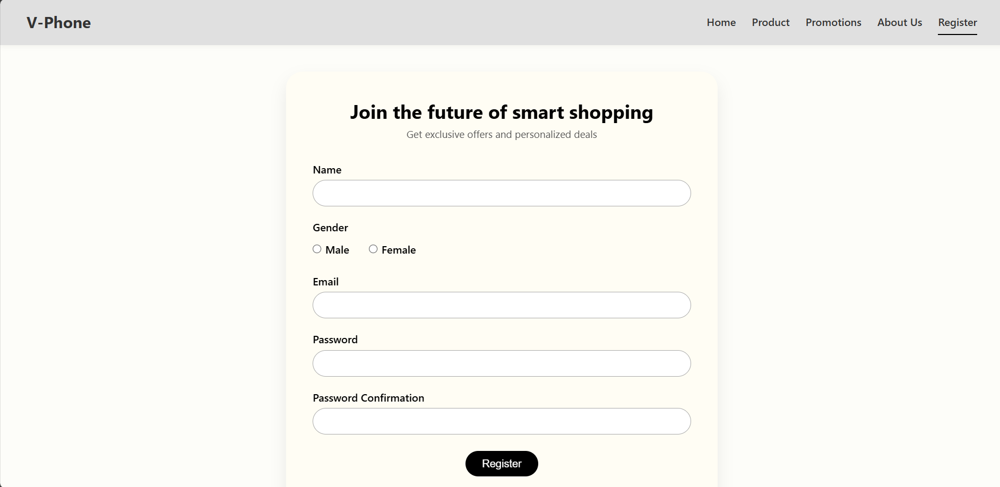 V-Phone
Home Product Promotions About Us Register
Join the future of smart shopping
Get exclusive offers and personalized deals
Name
Gender
Male Female
Email
Password
Password Confirmation
Register